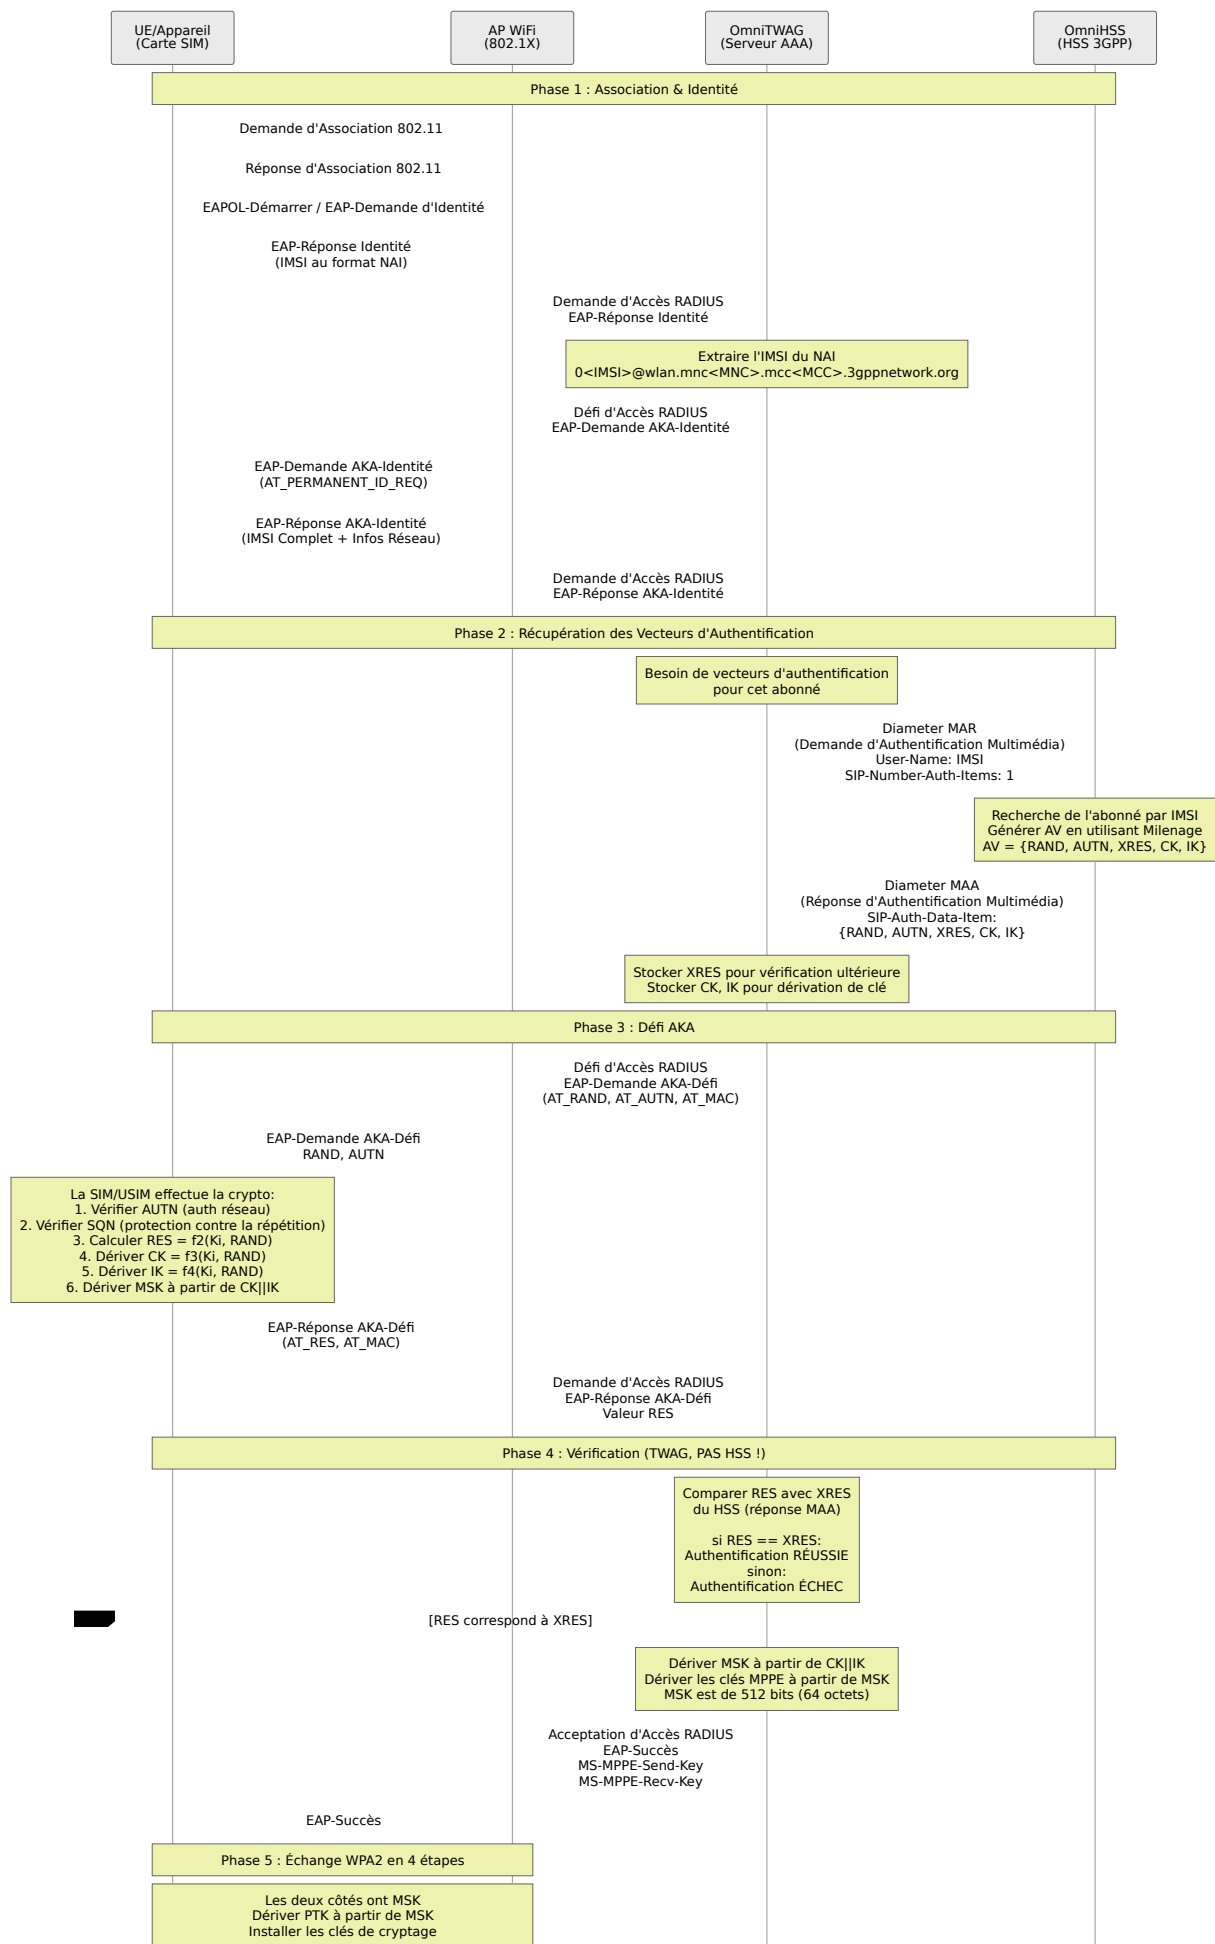 UE/Appareil
(Carte SIM)
AP WiFi
(802.1X)
OmniTWAG
(Serveur AAA)
OmniHSS
(HSS 3GPP)
Phase 1 : Association & Identité
Demande d'Association 802.11
Réponse d'Association 802.11
EAPOL-Démarrer / EAP-Demande d'Identité
EAP-Réponse Identité
(IMSI au format NAI)
Demande d'Accès RADIUS
EAP-Réponse Identité
Extraire l'IMSI du NAI
0<IMSI>@wlan.mnc<MNC>.mcc<MCC>.3gppnetwork.org
Défi d'Accès RADIUS
EAP-Demande AKA-Identité
EAP-Demande AKA-Identité
(AT_PERMANENT_ID_REQ)
EAP-Réponse AKA-Identité
(IMSI Complet + Infos Réseau)
Demande d'Accès RADIUS
EAP-Réponse AKA-Identité
Phase 2 : Récupération des Vecteurs d'Authentification
Besoin de vecteurs d'authentification
pour cet abonné
Diameter MAR
(Demande d'Authentification Multimédia)
User-Name: IMSI
SIP-Number-Auth-Items: 1
Recherche de l'abonné par IMSI
Générer AV en utilisant Milenage
AV = {RAND, AUTN, XRES, CK, IK}
Diameter MAA
(Réponse d'Authentification Multimédia)
SIP-Auth-Data-Item:
{RAND, AUTN, XRES, CK, IK}
Stocker XRES pour vérification ultérieure
Stocker CK, IK pour dérivation de clé
Phase 3 : Défi AKA
Défi d'Accès RADIUS
EAP-Demande AKA-Défi
(AT_RAND, AT_AUTN, AT_MAC)
EAP-Demande AKA-Défi
RAND, AUTN
La SIM/USIM effectue la crypto:
1. Vérifier AUTN (auth réseau)
2. Vérifier SQN (protection contre la répétition)
3. Calculer RES = f2(Ki, RAND)
4. Dériver CK = f3(Ki, RAND)
5. Dériver IK = f4(Ki, RAND)
6. Dériver MSK à partir de CK||IK
EAP-Réponse AKA-Défi
(AT_RES, AT_MAC)
Demande d'Accès RADIUS
EAP-Réponse AKA-Défi
Valeur RES
Phase 4 : Vérification (TWAG, PAS HSS !)
Comparer RES avec XRES
du HSS (réponse MAA)
si RES == XRES:
Authentification RÉUSSIE
sinon:
Authentification ÉCHEC
[RES correspond à XRES]
Dériver MSK à partir de CK||IK
Dériver les clés MPPE à partir de MSK
MSK est de 512 bits (64 octets)
Acceptation d'Accès RADIUS
EAP-Succès
MS-MPPE-Send-Key
MS-MPPE-Recv-Key
EAP-Succès
Phase 5 : Échange WPA2 en 4 étapes
Les deux côtés ont MSK
Dériver PTK à partir de MSK
Installer les clés de cryptage